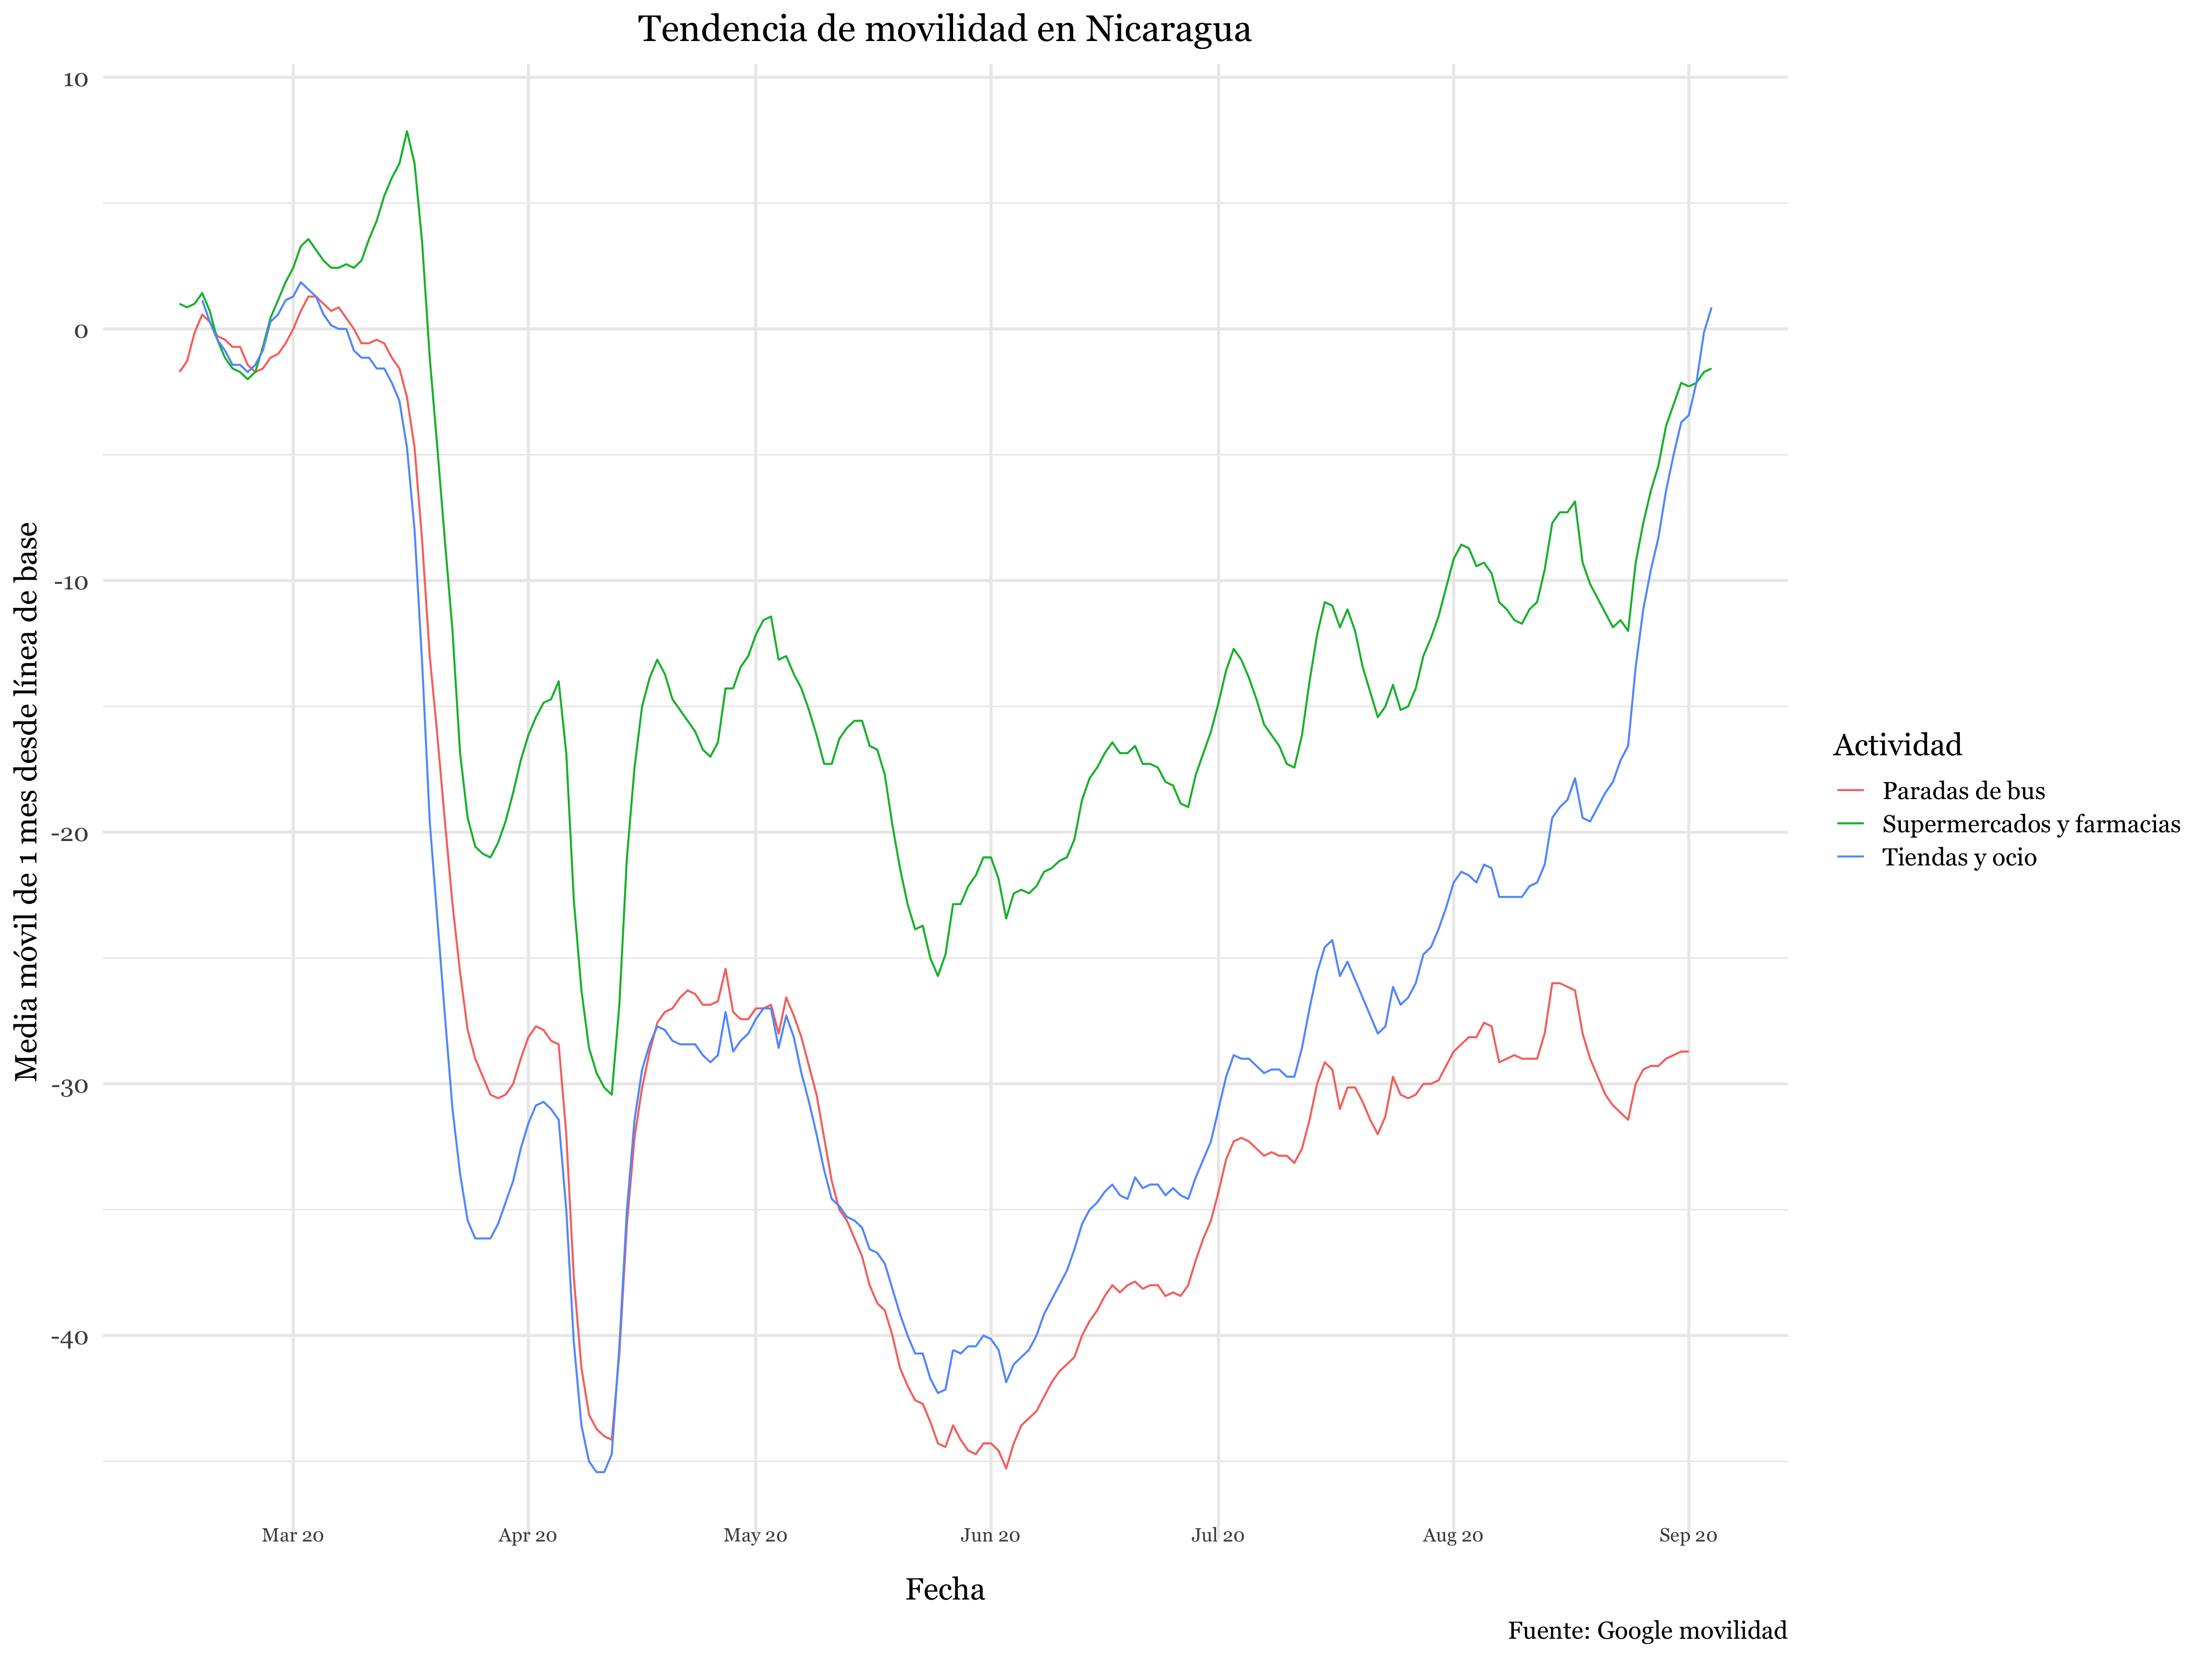 Tendencia de movilidad en Nicaragua
Media móvil de 1 mes desde línea de base
10
0
-10
-20
-30
-40
Mar 20
Apr 20
May 20
Jun 20
Jul 20
Aug 20
Sep 20
Fecha
Actividad
Paradas de bus
Supermercados y farmacias
Tiendas y ocio
Fuente: Google movilidad